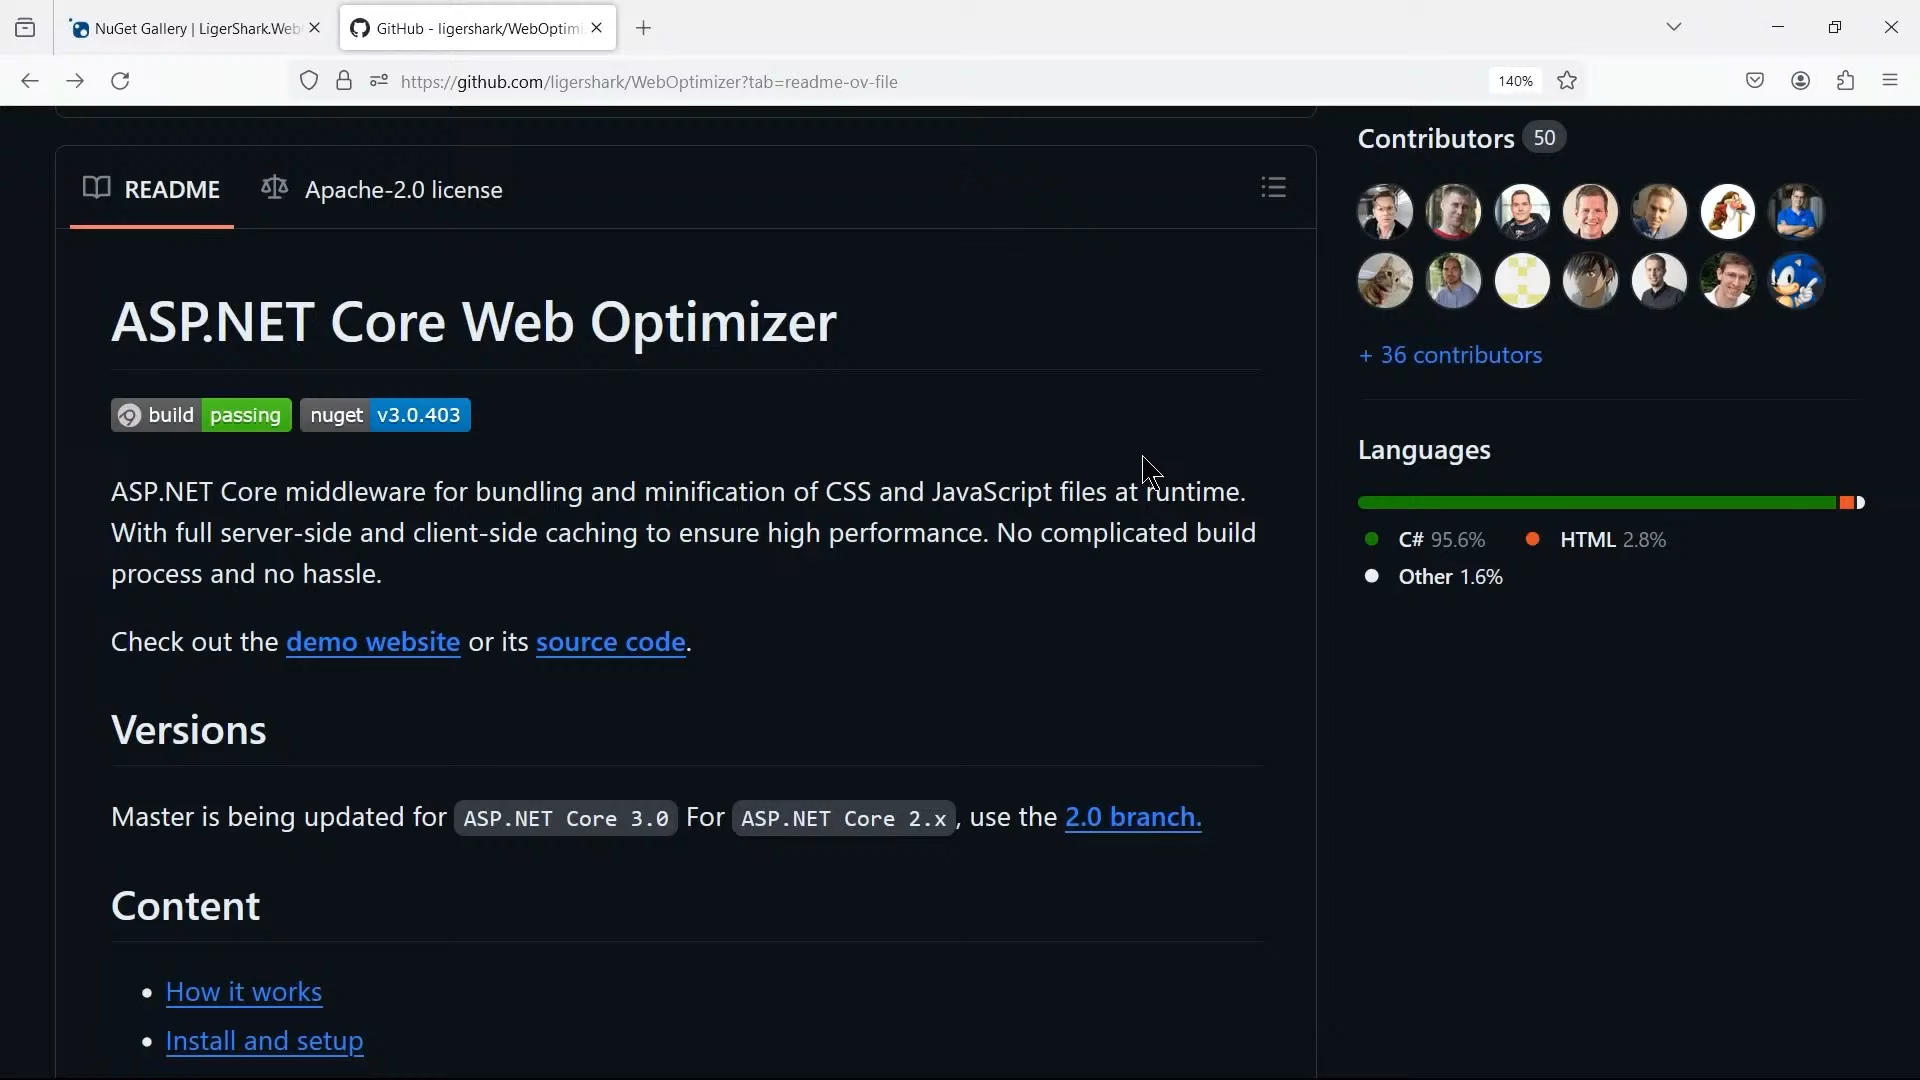 NuGet Gallery | LigerShark.Web
GitHub - ligershark/WebOptimi
https://github.com/ligershark/WebOptimizer?tab=readme-ov-file
140%
README
Apache-2.0 license
ASP.NET Core Web Optimizer
build passing
nuget v3.0.403
ASP.NET Core middleware for bundling and minification of CSS and JavaScript files at runtime.
With full server-side and client-side caching to ensure high performance. No complicated build
process and no hassle.
Check out the demo website or its source code.
Versions
Master is being updated for ASP.NET Core 3.0 For ASP.NET Core 2.x, use the 2.0 branch.
Content
• How it works
• Install and setup
Contributors 50
+ 36 contributors
Languages
C# 95.6% HTML 2.8%
Other 1.6%